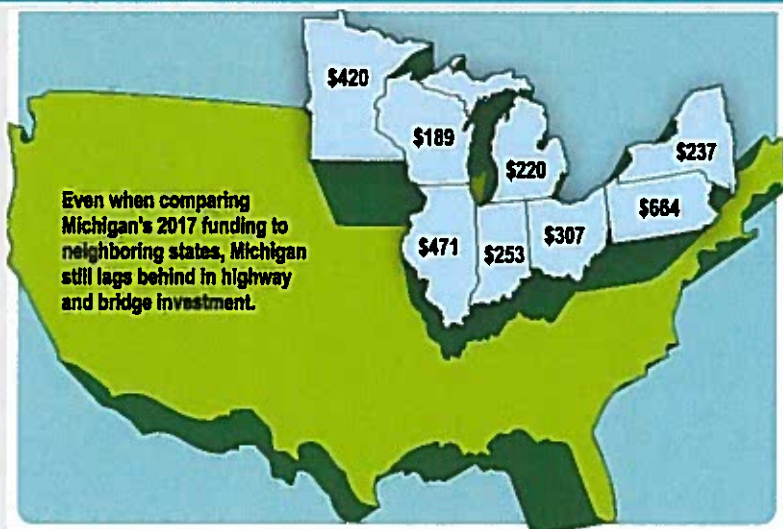 $420
$189
$220
$237
$664
$471
$253
$307
Even when comparing
Michigan's 2017 funding to
neighboring states, Michigan
still lags behind in highway
and bridge investment.